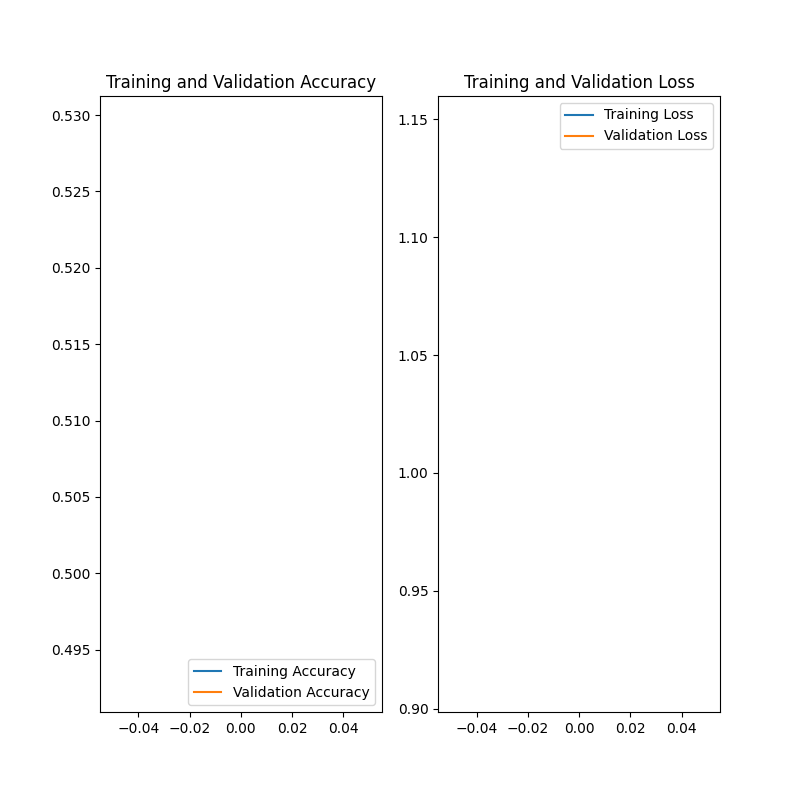 Training and Validation Accuracy
0.530
0.525
0.520
0.515
0.510
0.505
0.500
0.495
Training Accuracy
Validation Accuracy
−0.04 −0.02 0.00 0.02 0.04
Training and Validation Loss
1.15
1.10
1.05
1.00
0.95
0.90
Training Loss
Validation Loss
−0.04 −0.02 0.00 0.02 0.04